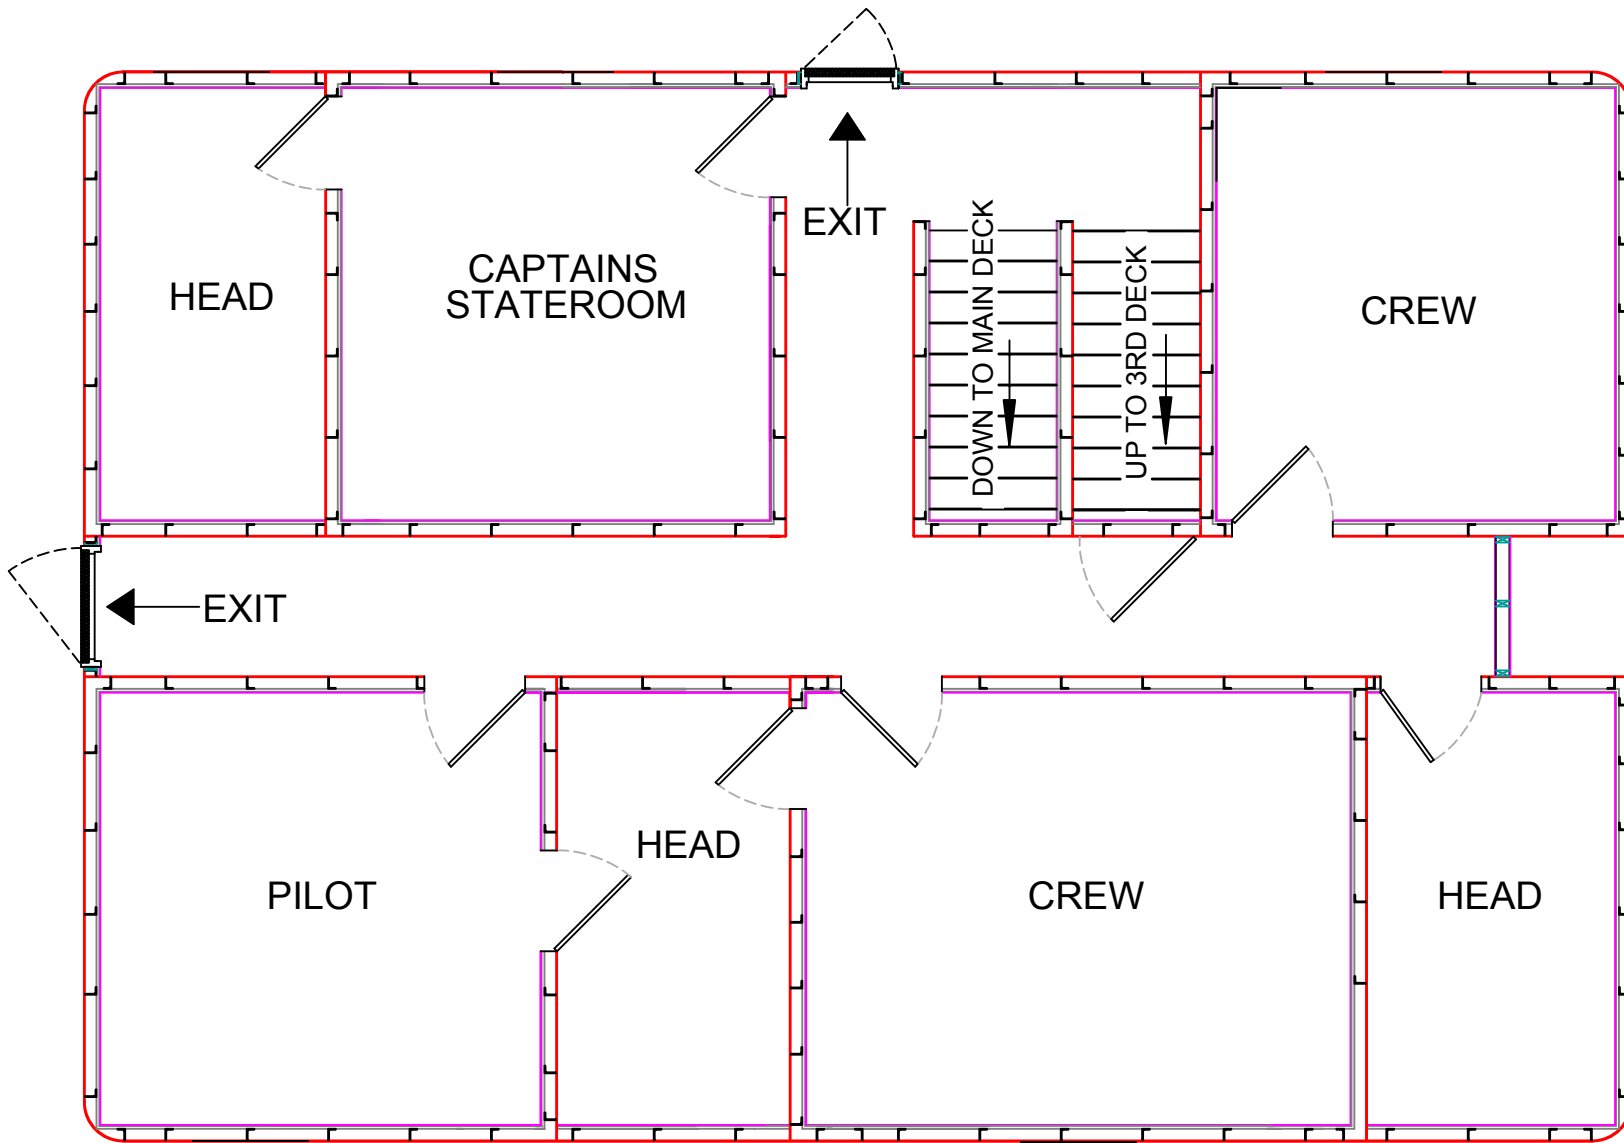 EXIT
HEAD
CAPTAINS
STATEROOM
DOWN TO MAIN DECK
UP TO 3RD DECK
CREW
EXIT
PILOT
HEAD
CREW
HEAD